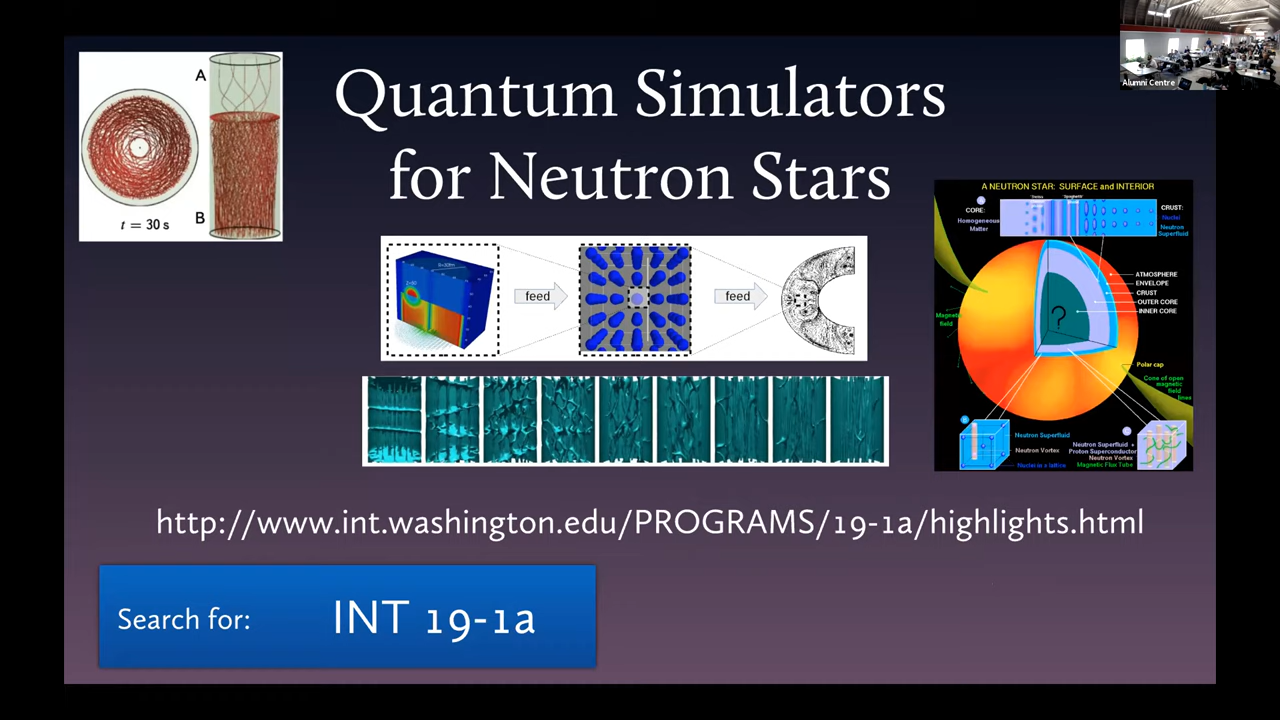 Quantum Simulators
for Neutron Stars
Alumni Centre
A
B
t = 30 s
feed
feed
A NEUTRON STAR: SURFACE and INTERIOR
CORE:
Homogeneous
Matter
CRUST:
Nuclei
Neutron
Superfluid
ATMOSPHERE
ENVELOPE
CRUST
OUTER CORE
INNER CORE
?
Magnetic
field
Polar cap
Cone of open
magnetic
field
lines
Neutron Superfluid
Neutron Vortex
Nuclei in a lattice
Neutron Superfluid +
Proton Superconductor
Neutron Vortex
Magnetic Flux Tube
http://www.int.washington.edu/PROGRAMS/19-1a/highlights.html
Search for: INT 19-1a